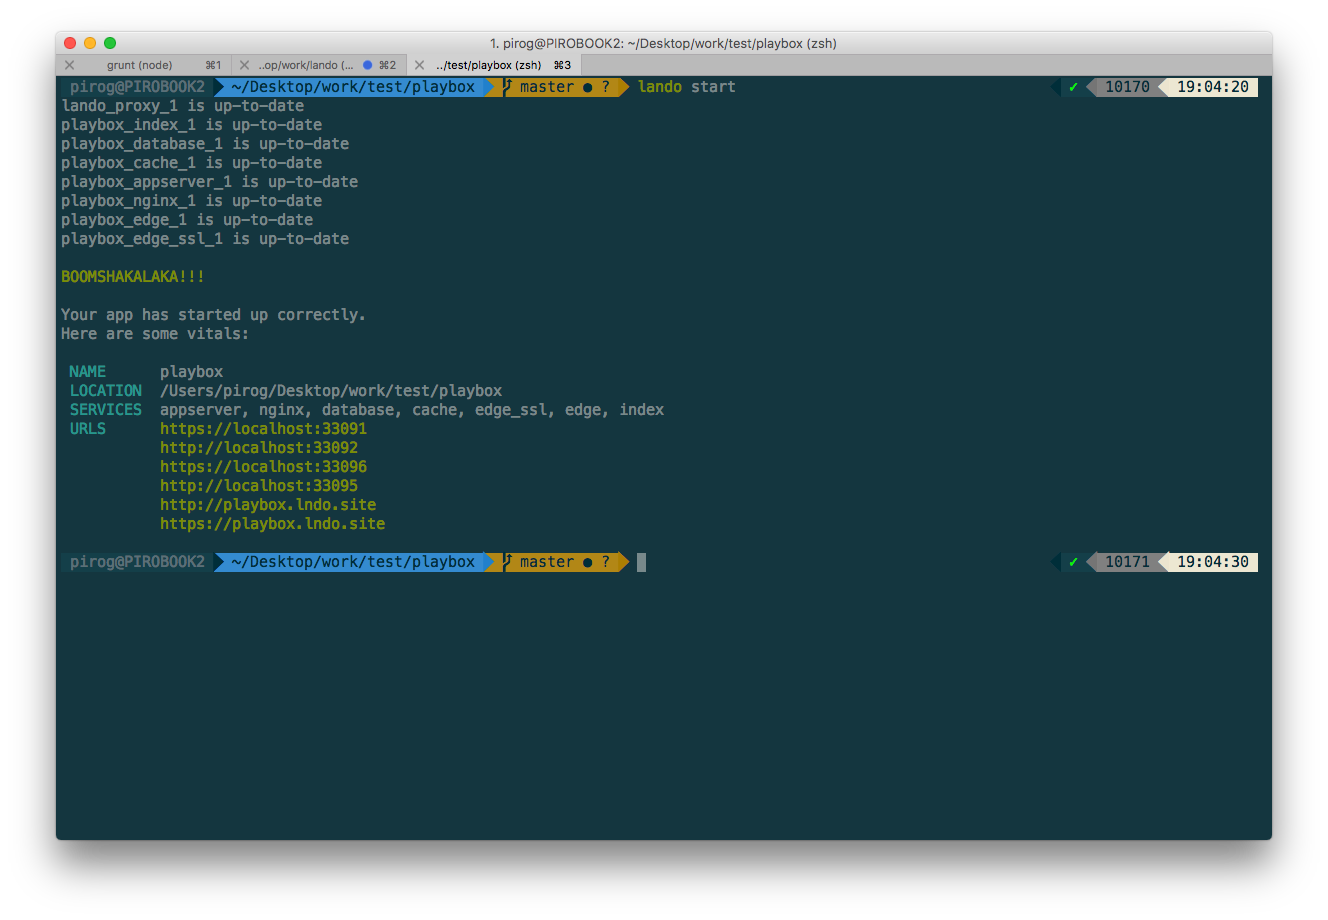 1. pirog@PIROBOOK2: ~/Desktop/work/test/playbox (zsh)
grunt (node) ⌘1 ..op/work/lando (... ⌘2 ../test/playbox (zsh) ⌘3
pirog@PIROBOOK2 ~/Desktop/work/test/playbox master ● ? lando start ✓ 10170 19:04:20
lando_proxy_1 is up-to-date
playbox_index_1 is up-to-date
playbox_database_1 is up-to-date
playbox_cache_1 is up-to-date
playbox_appserver_1 is up-to-date
playbox_nginx_1 is up-to-date
playbox_edge_1 is up-to-date
playbox_edge_ssl_1 is up-to-date
BOOMSHAKALAKA!!!
Your app has started up correctly.
Here are some vitals:
NAME playbox
LOCATION /Users/pirog/Desktop/work/test/playbox
SERVICES appserver, nginx, database, cache, edge_ssl, edge, index
URLS https://localhost:33091
http://localhost:33092
https://localhost:33096
http://localhost:33095
http://playbox.lndo.site
https://playbox.lndo.site
pirog@PIROBOOK2 ~/Desktop/work/test/playbox master ● ? ✓ 10171 19:04:30